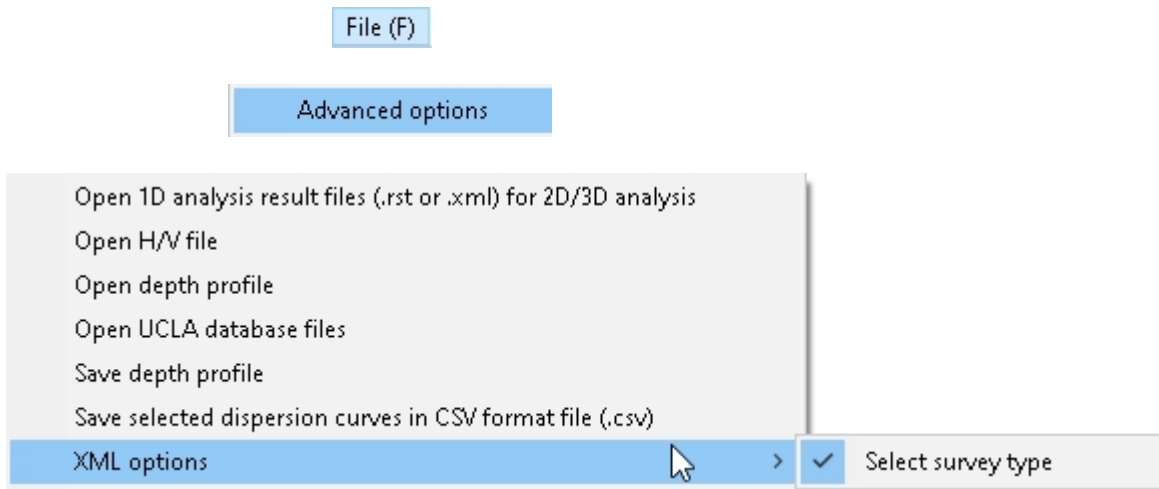 File (F)
Advanced options
Open 1D analysis result files (.rst or .xml) for 2D/3D analysis
Open H/V file
Open depth profile
Open UCLA database files
Save depth profile
Save selected dispersion curves in CSV format file (.csv)
XML options > ✓ Select survey type